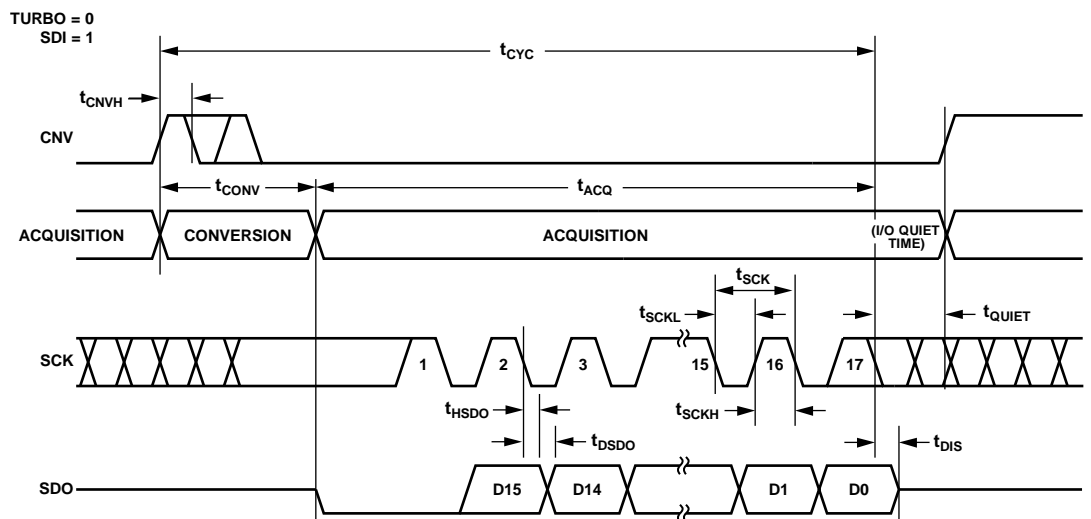 TURBO = 0
SDI = 1
tCYC
tCNVH
CNV
tCONV
tACQ
ACQUISITION
CONVERSION
ACQUISITION
(I/O QUIET
TIME)
tSCK
tSCKL
tQUIET
SCK
1
2
3
15
16
17
tHSDO
tSCKH
tDSDO
tDIS
SDO
D15
D14
D1
D0